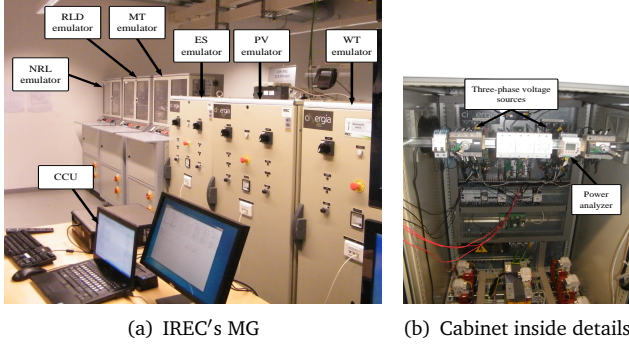 RLD
emulator
MT
emulator
ES
emulator
PV
emulator
WT
emulator
NRL
emulator
CCU
Three-phase voltage
sources
Power
analyzer
(a) IREC′s MG
(b) Cabinet inside details